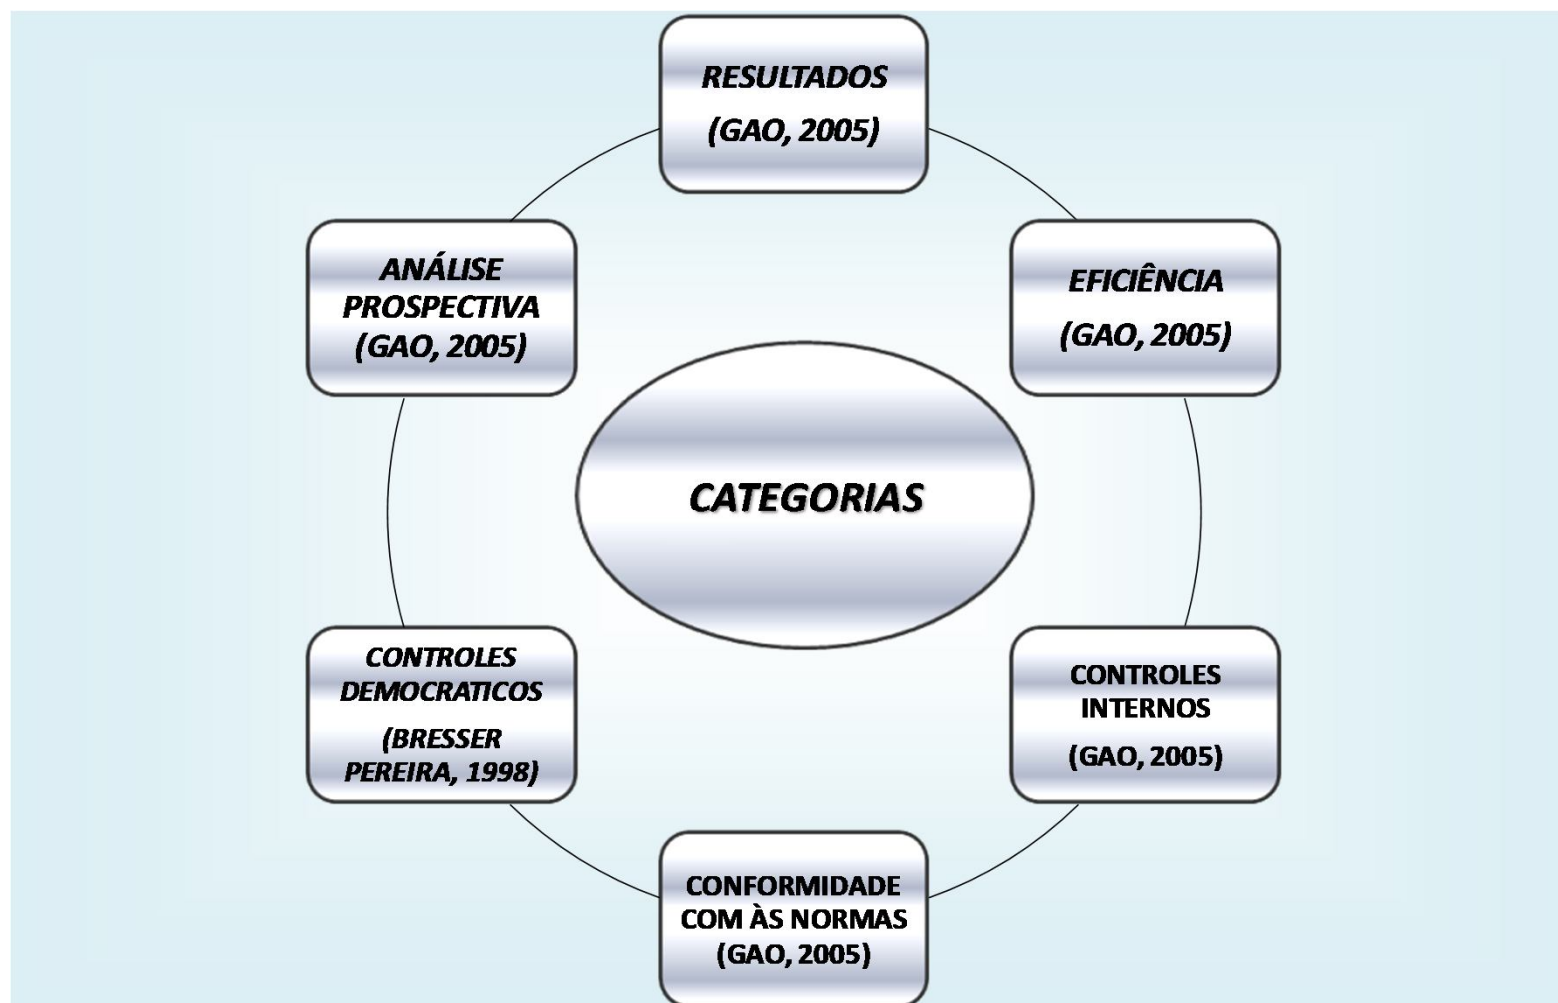 RESULTADOS
(GAO, 2005)
ANÁLISE
PROSPECTIVA
(GAO, 2005)
EFICIÊNCIA
(GAO, 2005)
CATEGORIAS
CONTROLES
DEMOCRATICOS
(BRESSER
PEREIRA, 1998)
CONTROLES
INTERNOS
(GAO, 2005)
CONFORMIDADE
COM ÀS NORMAS
(GAO, 2005)